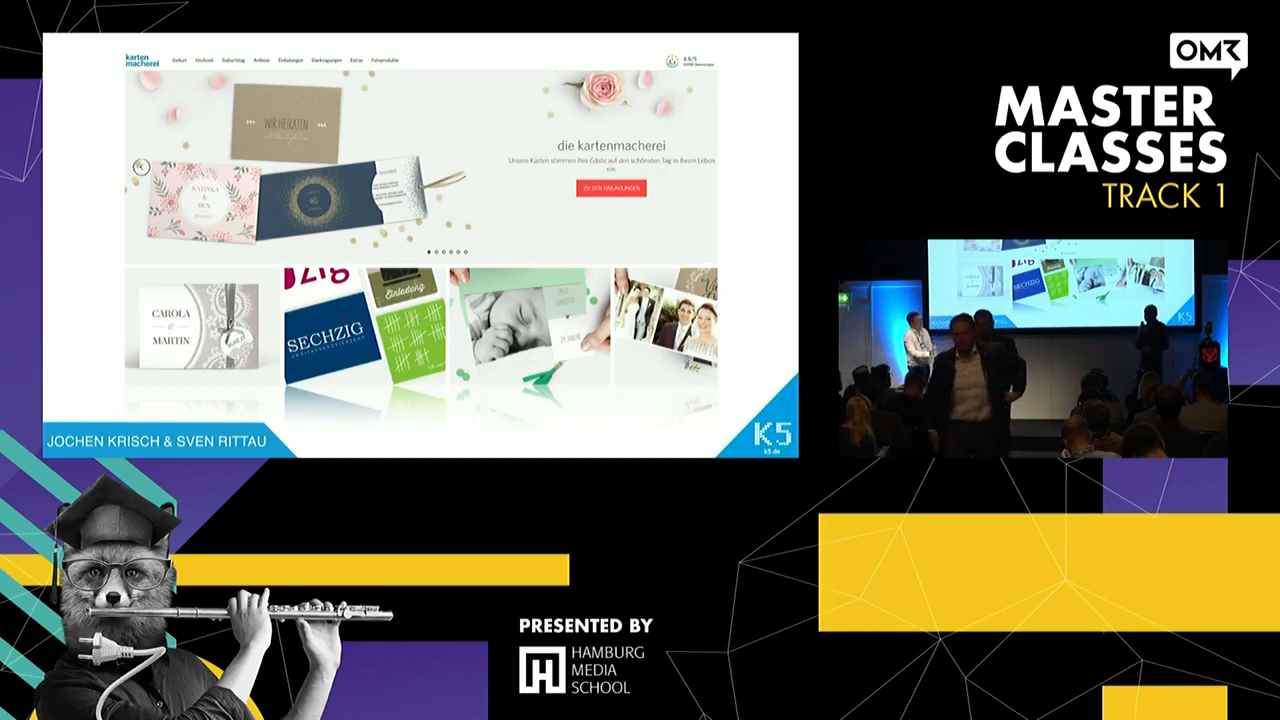 karten
macherei
Geburt Hochzeit Geburtstag Anlässe Einladungen Danksagungen Extras Fotoprodukte
4.9/5
WIR HEIRATEN
die kartenmacherei
Unsere Karten stimmen Ihre Gäste auf den schönsten Tag in Ihrem Leben
ein.
ZU DEN EINLADUNGEN
KATINKA
&
BEN
CAROLA
&
MARTIN
zig
Einladung
SECHZIG
JOCHEN KRISCH & SVEN RITTAU
K5
k5.de
OMR
MASTER
CLASSES
TRACK 1
K5
PRESENTED BY
HAMBURG
MEDIA
SCHOOL